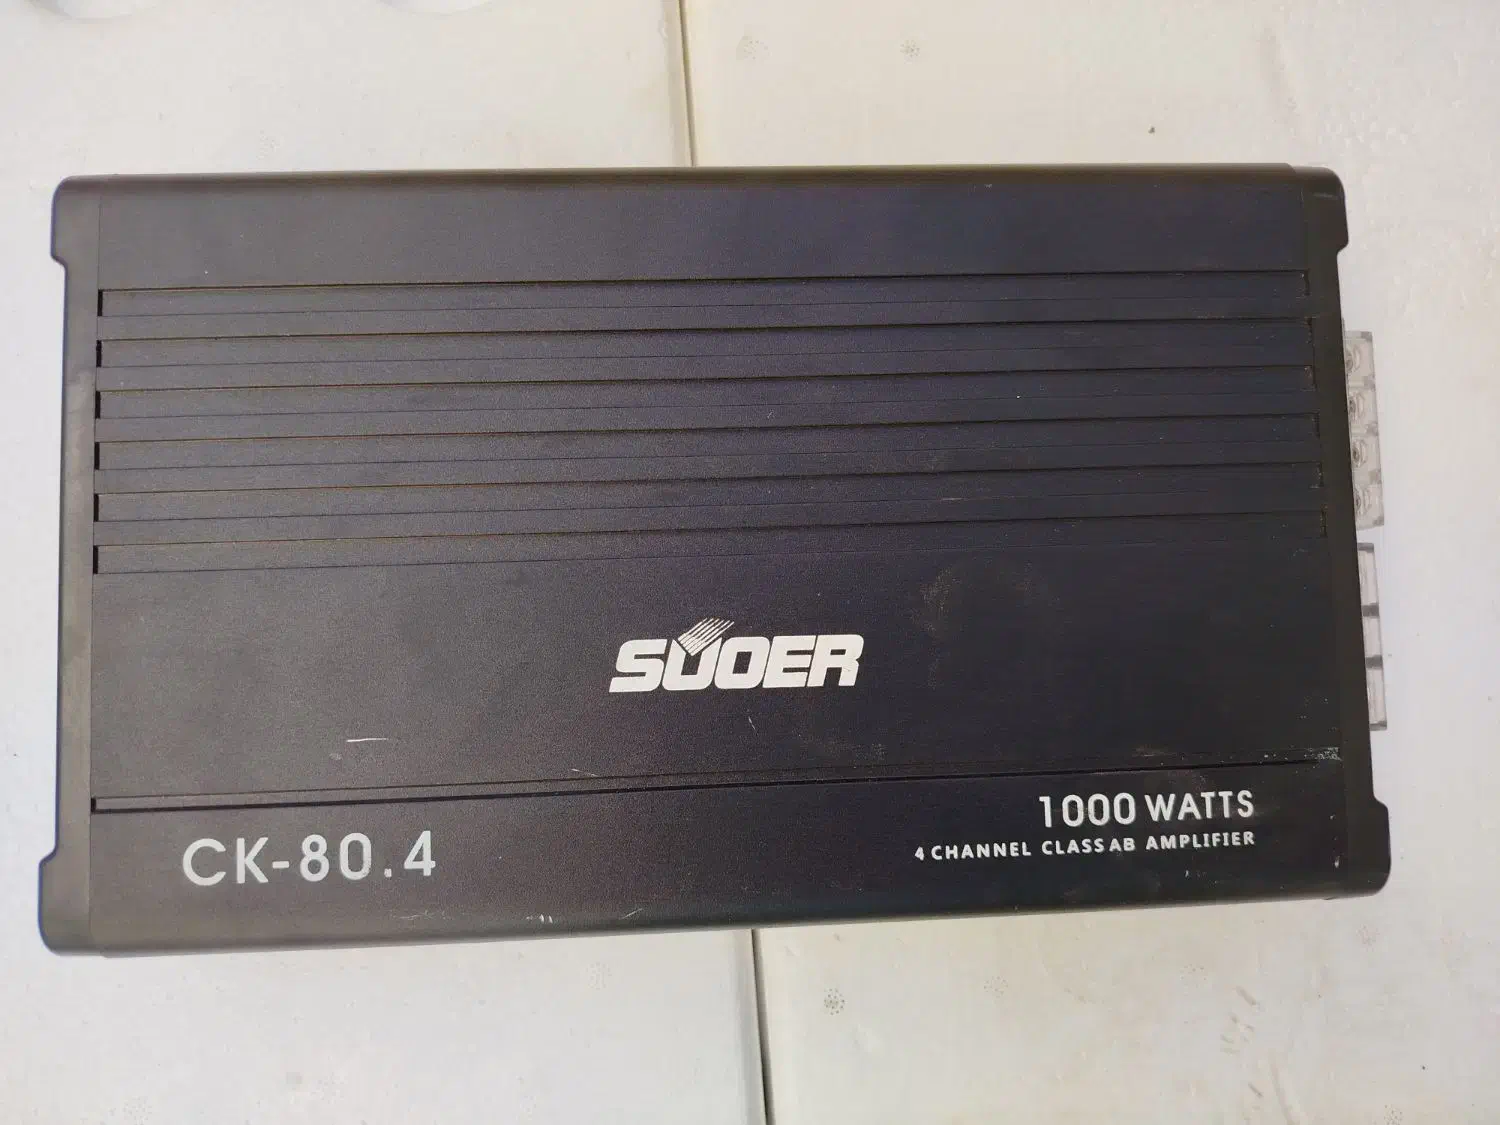 SUOER
1000 WATTS
CK-80.4
4 CHANNEL CLASS AB AMPLIFIER